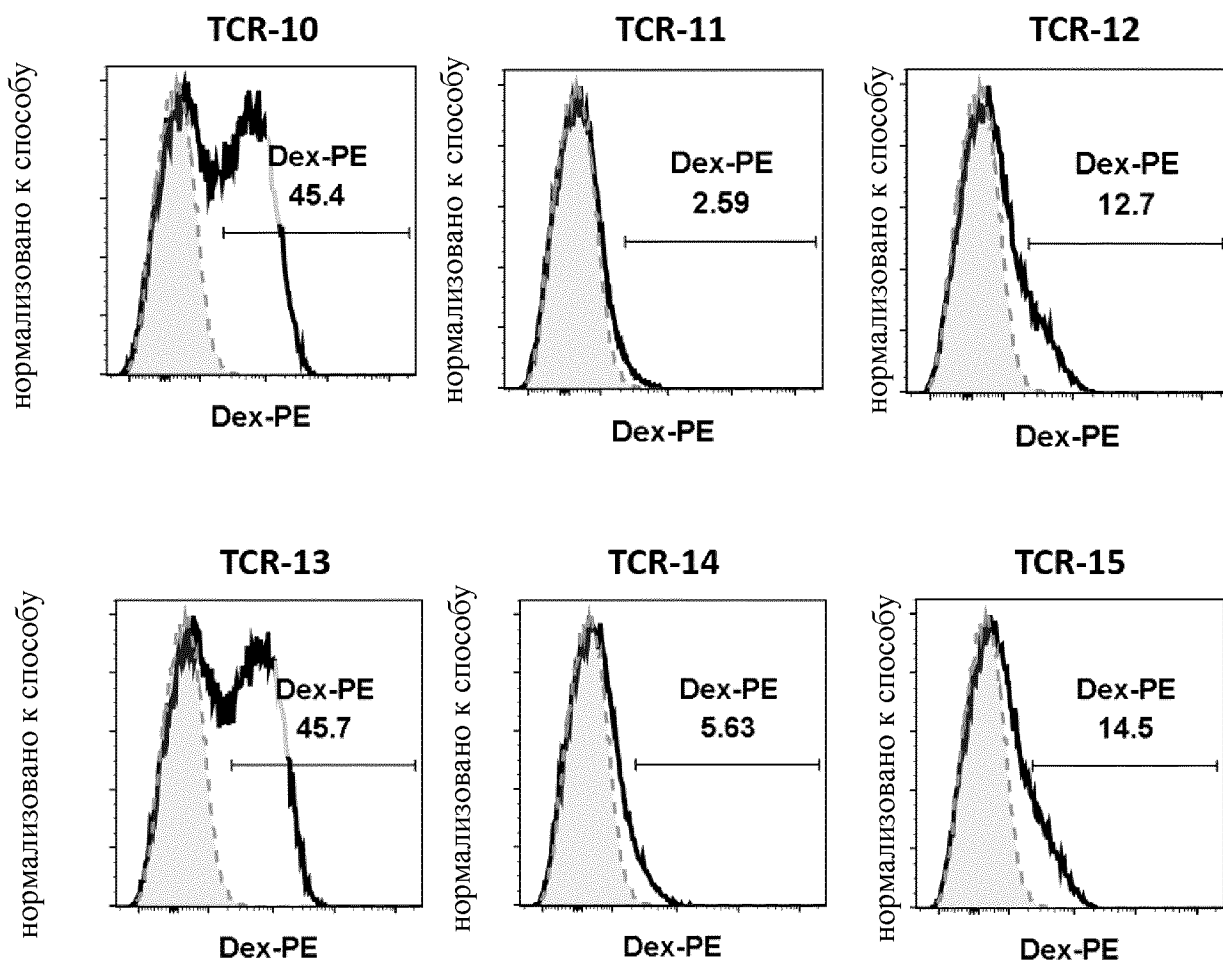 TCR-10
TCR-11
TCR-12
нормализовано к способу
Dex-PE
45.4
Dex-PE
нормализовано к способу
Dex-PE
2.59
Dex-PE
нормализовано к способу
Dex-PE
12.7
Dex-PE
TCR-13
TCR-14
TCR-15
нормализовано к способу
Dex-PE
45.7
Dex-PE
нормализовано к способу
Dex-PE
5.63
Dex-PE
нормализовано к способу
Dex-PE
14.5
Dex-PE